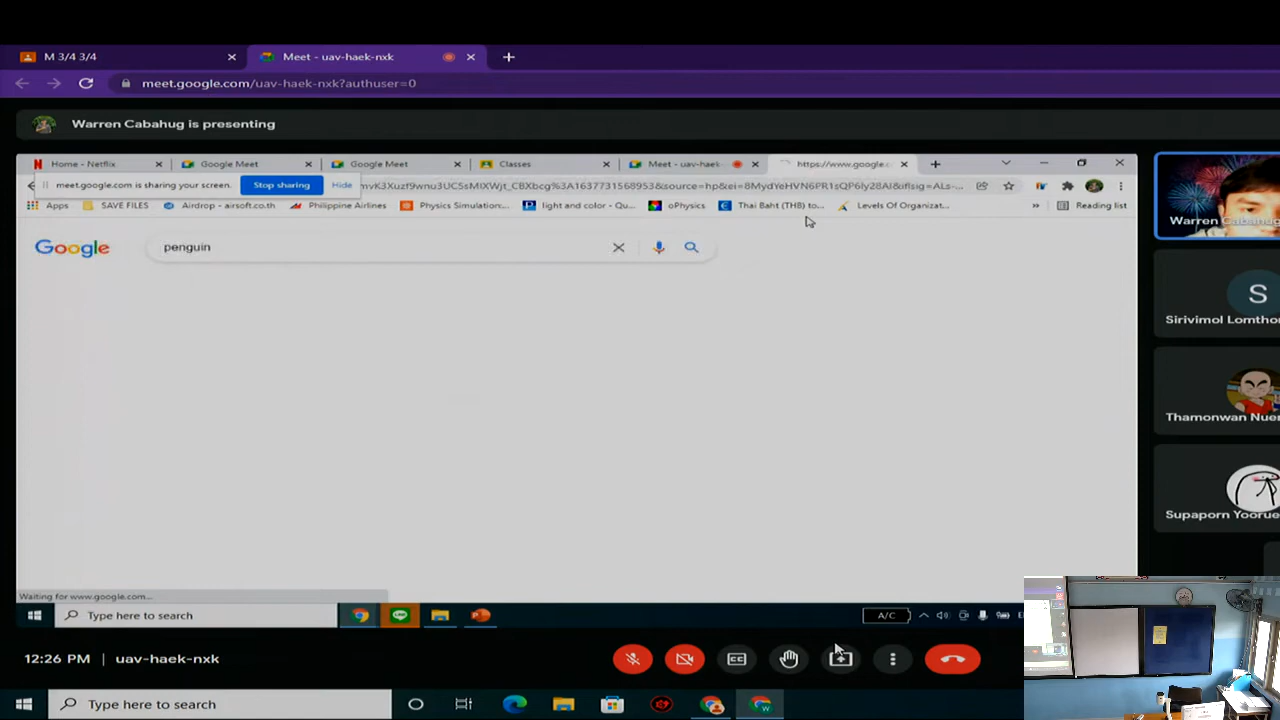 M 3/4 3/4
Meet - uav-haek-nxk
meet.google.com/uav-haek-nxk?authuser=0
Warren Cabahug is presenting
Home - Netflix
Google Meet
Google Meet
Classes
Meet - uav-haek
https://www.google.c
meet.google.com is sharing your screen.
Stop sharing
Hide
Apps
SAVE FILES
Airdrop - airsoft.co.th
Philippine Airlines
Physics Simulation:...
light and color - Qu...
oPhysics
Thai Baht (THB) to...
Levels Of Organizat...
»
Reading list
Google
penguin
Warren Cabahug
S
Sirivimol Lomthon
Thamonwan Nuer
Supaporn Yoorue
Waiting for www.google.com...
Type here to search
A/C
12:26 PM | uav-haek-nxk
Type here to search